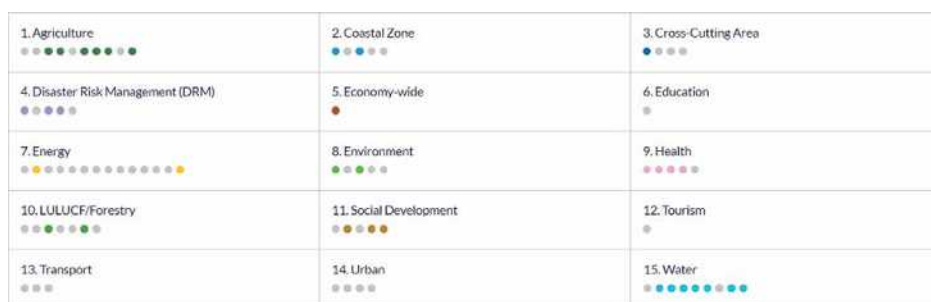 1. Agriculture
2. Coastal Zone
3. Cross-Cutting Area
4. Disaster Risk Management (DRM)
5. Economy-wide
6. Education
7. Energy
8. Environment
9. Health
10. LULUCF/Forestry
11. Social Development
12. Tourism
13. Transport
14. Urban
15. Water